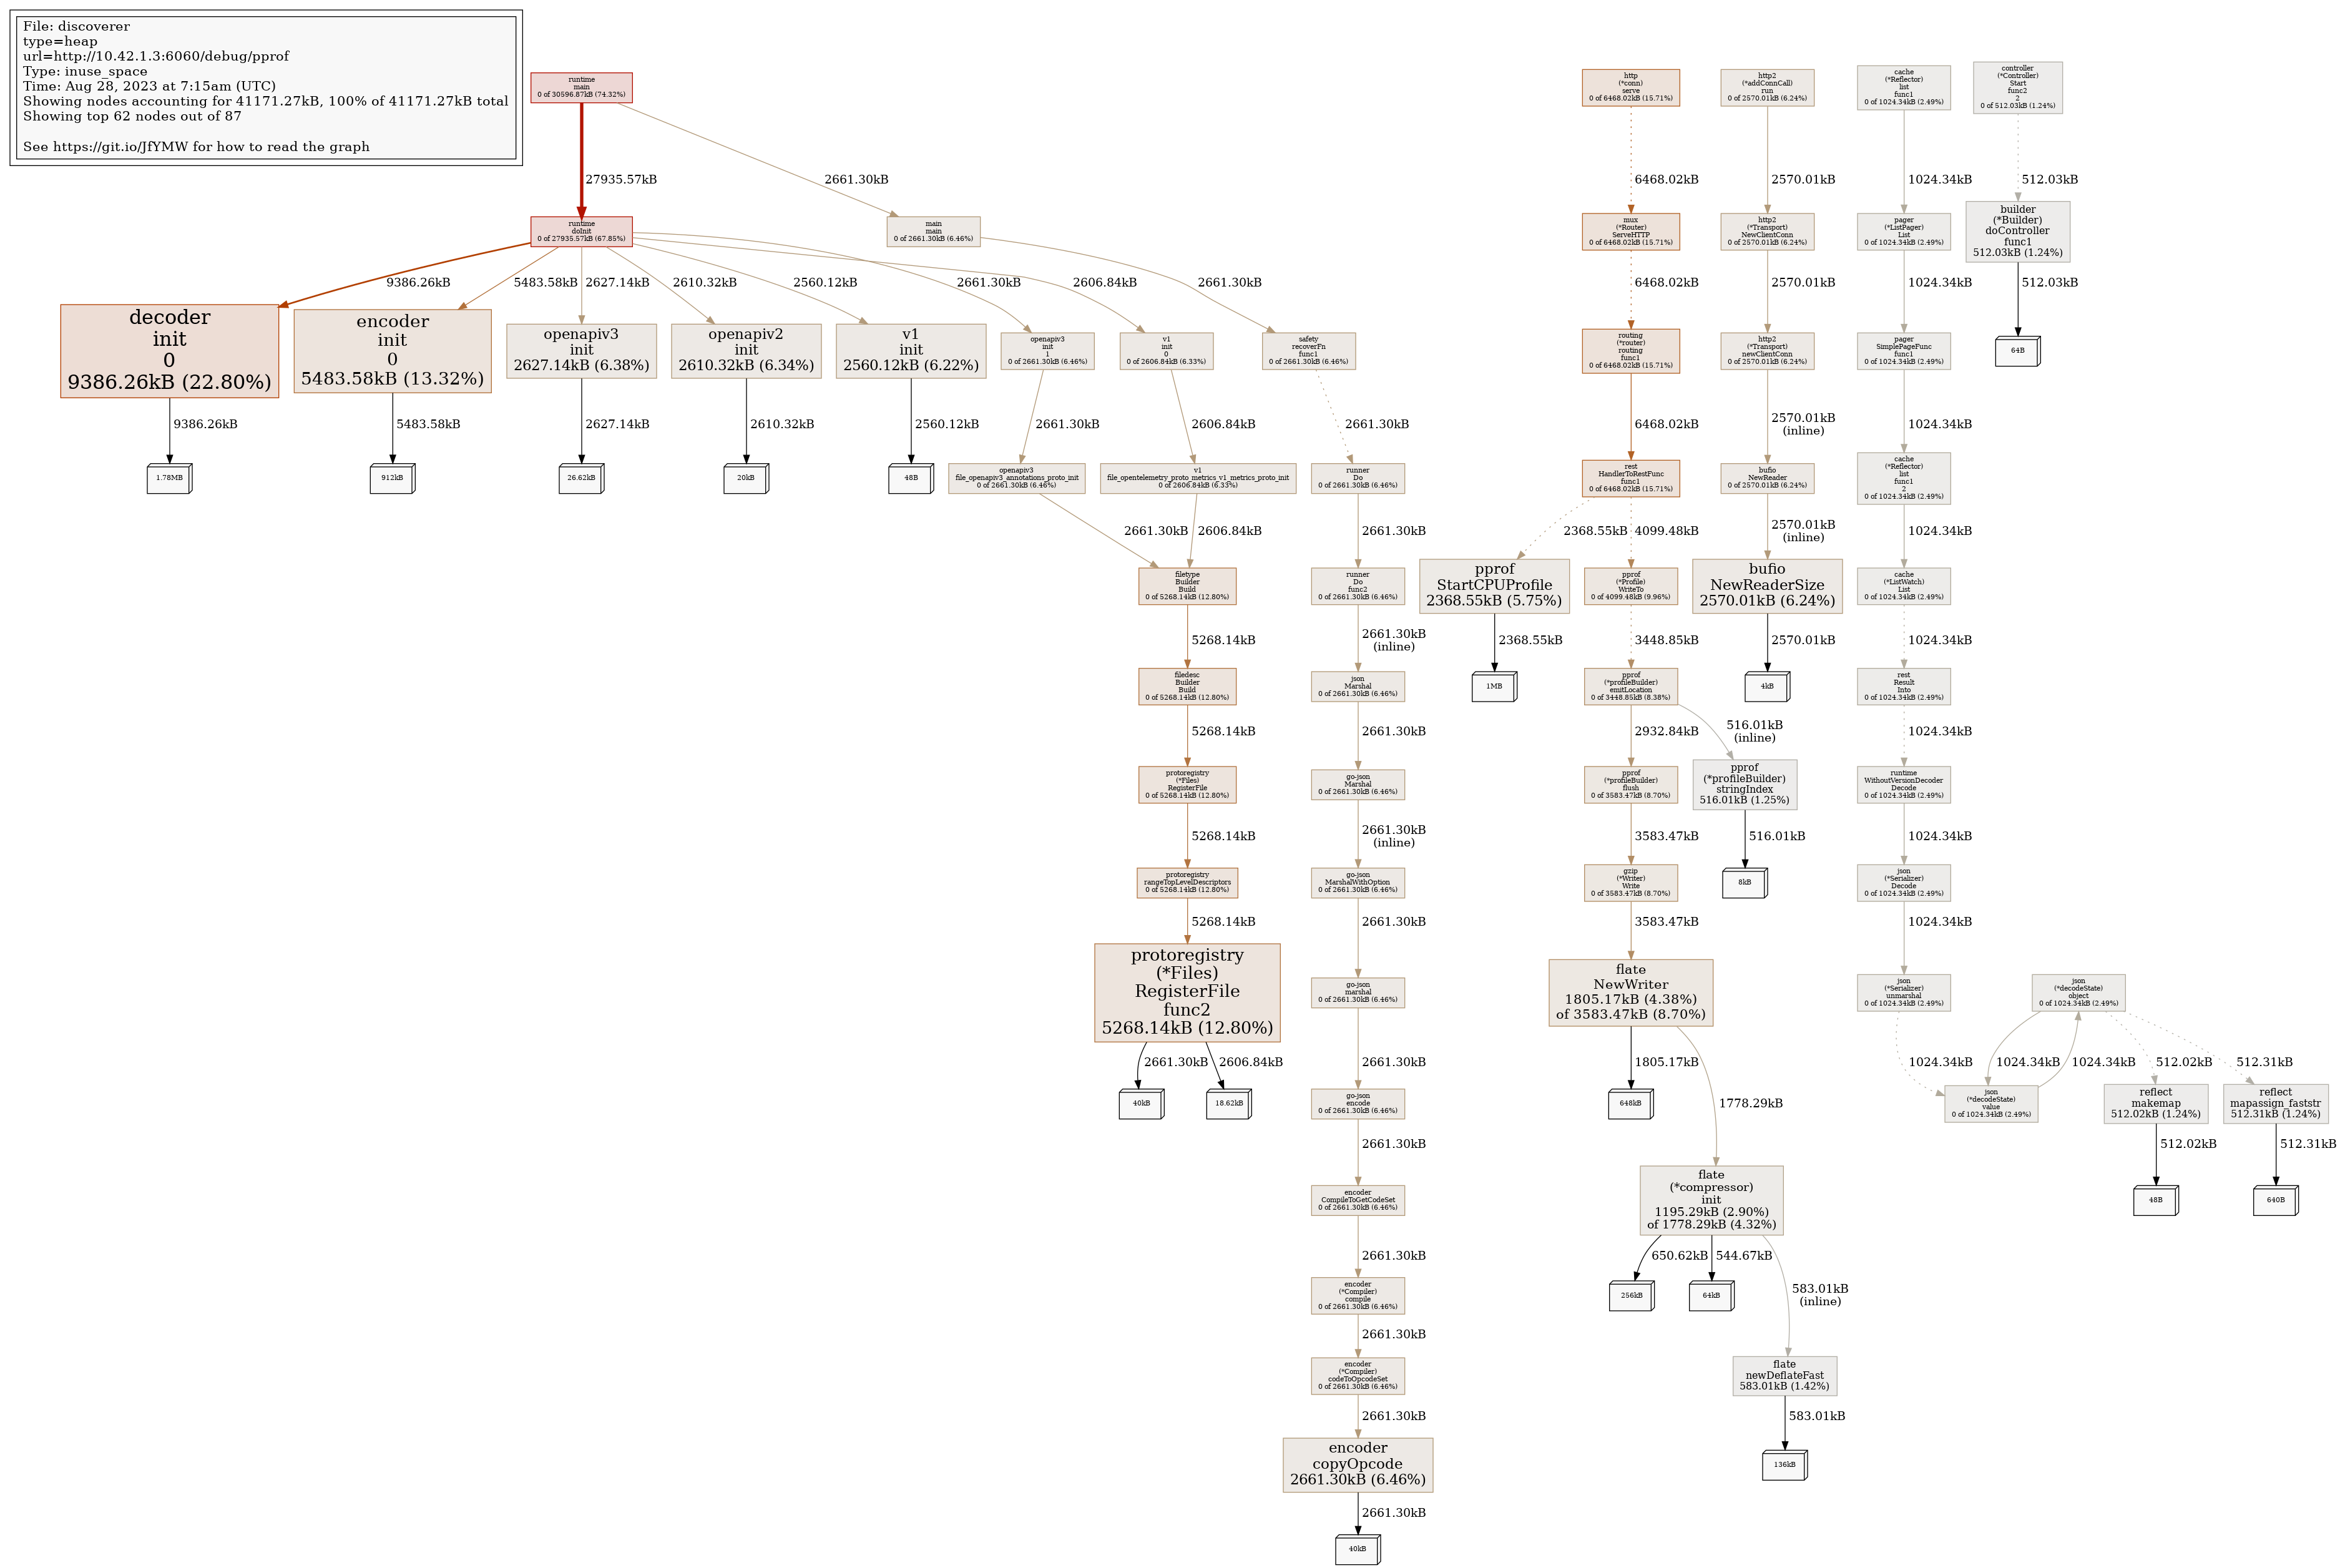 File: discoverer
type=heap
url=http://10.42.1.3:6060/debug/pprof
Type: inuse_space
Time: Aug 28, 2023 at 7:15am (UTC)
Showing nodes accounting for 41171.27kB, 100% of 41171.27kB total
Showing top 62 nodes out of 87
See https://git.io/JfYMW for how to read the graph
runtime
main
0 of 30596.87kB (74.32%)
27935.57kB
2661.30kB
runtime
doInit
0 of 27935.57kB (67.85%)
main
main
0 of 2661.30kB (6.46%)
9386.26kB
5483.58kB
2627.14kB
2610.32kB
2560.12kB
2661.30kB
2606.84kB
2661.30kB
decoder
init
0
9386.26kB (22.80%)
9386.26kB
1.78MB
encoder
init
0
5483.58kB (13.32%)
5483.58kB
912kB
openapiv3
init
2627.14kB (6.38%)
2627.14kB
26.62kB
openapiv2
init
2610.32kB (6.34%)
2610.32kB
20kB
v1
init
2560.12kB (6.22%)
2560.12kB
48B
openapiv3
init
1
0 of 2661.30kB (6.46%)
2661.30kB
openapiv3
file_openapiv3_annotations_proto_init
0 of 2661.30kB (6.46%)
2661.30kB
v1
init
0
0 of 2606.84kB (6.33%)
2606.84kB
v1
file_opentelemetry_proto_metrics_v1_metrics_proto_init
0 of 2606.84kB (6.33%)
2606.84kB
filetype
Builder
Build
0 of 5268.14kB (12.80%)
5268.14kB
filedesc
Builder
Build
0 of 5268.14kB (12.80%)
5268.14kB
protoregistry
(*Files)
RegisterFile
0 of 5268.14kB (12.80%)
5268.14kB
protoregistry
rangeTopLevelDescriptors
0 of 5268.14kB (12.80%)
5268.14kB
protoregistry
(*Files)
RegisterFile
func2
5268.14kB (12.80%)
2661.30kB
2606.84kB
40kB
18.62kB
safety
recoverFn
func1
0 of 2661.30kB (6.46%)
2661.30kB
runner
Do
0 of 2661.30kB (6.46%)
2661.30kB
runner
Do
func2
0 of 2661.30kB (6.46%)
2661.30kB
(inline)
json
Marshal
0 of 2661.30kB (6.46%)
2661.30kB
go-json
Marshal
0 of 2661.30kB (6.46%)
2661.30kB
(inline)
go-json
MarshalWithOption
0 of 2661.30kB (6.46%)
2661.30kB
go-json
marshal
0 of 2661.30kB (6.46%)
2661.30kB
go-json
encode
0 of 2661.30kB (6.46%)
2661.30kB
encoder
CompileToGetCodeSet
0 of 2661.30kB (6.46%)
2661.30kB
encoder
(*Compiler)
compile
0 of 2661.30kB (6.46%)
2661.30kB
encoder
(*Compiler)
codeToOpcodeSet
0 of 2661.30kB (6.46%)
2661.30kB
encoder
copyOpcode
2661.30kB (6.46%)
2661.30kB
40kB
http
(*conn)
serve
0 of 6468.02kB (15.71%)
6468.02kB
mux
(*Router)
ServeHTTP
0 of 6468.02kB (15.71%)
6468.02kB
routing
(*router)
routing
func1
0 of 6468.02kB (15.71%)
6468.02kB
rest
HandlerToRestFunc
func1
0 of 6468.02kB (15.71%)
2368.55kB
4099.48kB
pprof
StartCPUProfile
2368.55kB (5.75%)
2368.55kB
1MB
pprof
(*Profile)
WriteTo
0 of 4099.48kB (9.96%)
3448.85kB
pprof
(*profileBuilder)
emitLocation
0 of 3448.85kB (8.38%)
2932.84kB
516.01kB
(inline)
pprof
(*profileBuilder)
flush
0 of 3583.47kB (8.70%)
3583.47kB
pprof
(*profileBuilder)
stringIndex
516.01kB (1.25%)
516.01kB
8kB
gzip
(*Writer)
Write
0 of 3583.47kB (8.70%)
3583.47kB
flate
NewWriter
1805.17kB (4.38%)
of 3583.47kB (8.70%)
1805.17kB
648kB
1778.29kB
flate
(*compressor)
init
1195.29kB (2.90%)
of 1778.29kB (4.32%)
650.62kB
544.67kB
583.01kB
(inline)
256kB
64kB
flate
newDeflateFast
583.01kB (1.42%)
583.01kB
136kB
http2
(*addConnCall)
run
0 of 2570.01kB (6.24%)
2570.01kB
http2
(*Transport)
NewClientConn
0 of 2570.01kB (6.24%)
2570.01kB
http2
(*Transport)
newClientConn
0 of 2570.01kB (6.24%)
2570.01kB
(inline)
bufio
NewReader
0 of 2570.01kB (6.24%)
2570.01kB
(inline)
bufio
NewReaderSize
2570.01kB (6.24%)
2570.01kB
4kB
cache
(*Reflector)
list
func1
0 of 1024.34kB (2.49%)
1024.34kB
pager
(*ListPager)
List
0 of 1024.34kB (2.49%)
1024.34kB
pager
SimplePageFunc
func1
0 of 1024.34kB (2.49%)
1024.34kB
cache
(*Reflector)
list
func1
2
0 of 1024.34kB (2.49%)
1024.34kB
cache
(*ListWatch)
List
0 of 1024.34kB (2.49%)
1024.34kB
rest
Result
Into
0 of 1024.34kB (2.49%)
1024.34kB
runtime
WithoutVersionDecoder
Decode
0 of 1024.34kB (2.49%)
1024.34kB
json
(*Serializer)
Decode
0 of 1024.34kB (2.49%)
1024.34kB
json
(*Serializer)
unmarshal
0 of 1024.34kB (2.49%)
1024.34kB
json
(*decodeState)
object
0 of 1024.34kB (2.49%)
1024.34kB
1024.34kB
512.02kB
512.31kB
json
(*decodeState)
value
0 of 1024.34kB (2.49%)
reflect
makemap
512.02kB (1.24%)
512.02kB
48B
reflect
mapassign_faststr
512.31kB (1.24%)
512.31kB
640B
controller
(*Controller)
Start
func2
2
0 of 512.03kB (1.24%)
512.03kB
builder
(*Builder)
doController
func1
512.03kB (1.24%)
512.03kB
64B